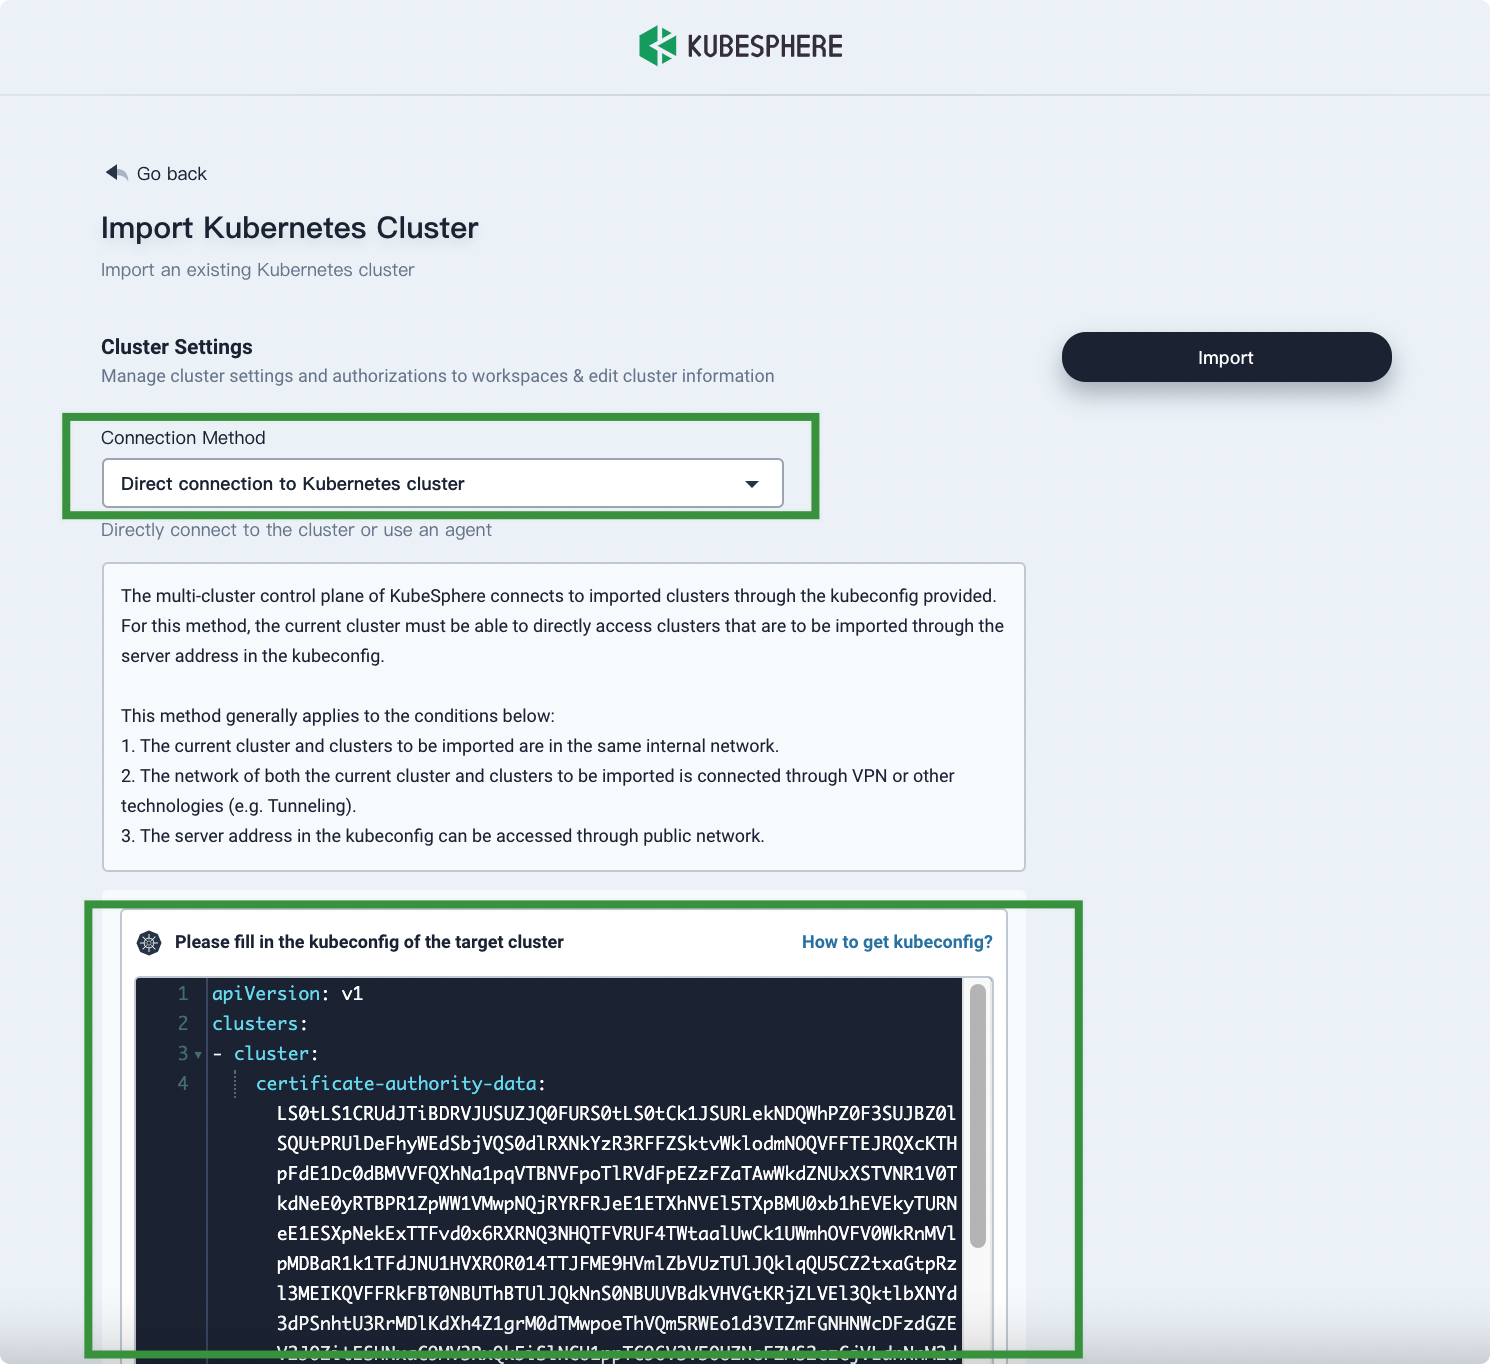 KUBESPHERE
Go back
Import Kubernetes Cluster
Import an existing Kubernetes cluster
Cluster Settings
Manage cluster settings and authorizations to workspaces & edit cluster information
Import
Connection Method
Direct connection to Kubernetes cluster
Directly connect to the cluster or use an agent
The multi-cluster control plane of KubeSphere connects to imported clusters through the kubeconfig provided.
For this method, the current cluster must be able to directly access clusters that are to be imported through the
server address in the kubeconfig.
This method generally applies to the conditions below:
1. The current cluster and clusters to be imported are in the same internal network.
2. The network of both the current cluster and clusters to be imported is connected through VPN or other
technologies (e.g. Tunneling).
3. The server address in the kubeconfig can be accessed through public network.
Please fill in the kubeconfig of the target cluster
How to get kubeconfig?
1 apiVersion: v1
2 clusters:
3 - cluster:
4 certificate-authority-data:
LS0tLS1CRUdJTiBDRVJUSUZJQ0FURS0tLS0tCk1JSURLekNDQWhPZ0F3SUJBZ0l
SQUtPRUlDeFhyWEdSbjVQS0dlRXNkYzR3RFFZSktvWklodmNOQVFFTEJRQXcKTH
pFdE1Dc0dBMVVFQXhNa1pqVTBNVFpoTlRVdFpEZzFZaTAwWkdZNUxXSTVNR1V0T
kdNeE0yRTBPR1ZpWW1VMwpNQjRYRFRJeE1ETXhNVEl5TXpBMU0xb1hEVEkyTURN
eE1ESXpNekExTTFvd0x6RXRNQ3NHQTFVRUF4TWtaalUwCk1UWmhOVFV0WkRnMVl
pMDBaR1k1TFdJNU1HVXROR014TTJFME9HVmlZbVUzTUlJQklqQU5CZ2txaGtpRz
l3MEIKQVFFRkFBT0NBUThBTUlJQkNnS0NBUUVBdkVHVGtKRjZLVEl3QktlbXNYd
3dPSnhtU3RrMDlKdXh4Z1grM0dTMwpoeThVQm5RWEo1d3VIZmFGNHNWcDFzdGZE